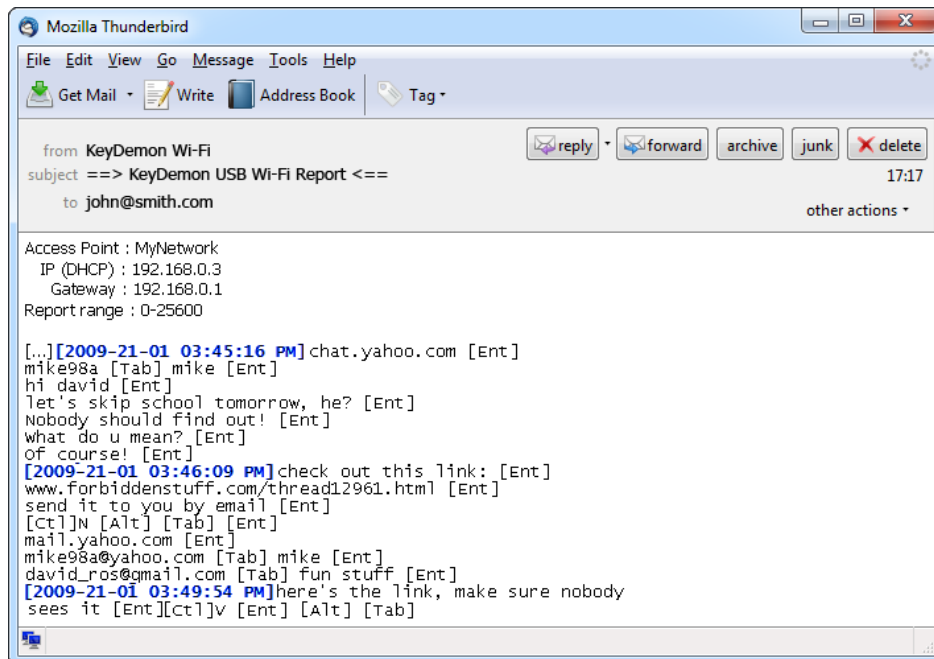 Mozilla Thunderbird
File Edit View Go Message Tools Help
Get Mail Write Address Book Tag
from KeyDemon Wi-Fi
reply forward archive junk delete
subject ==> KeyDemon USB Wi-Fi Report <==
17:17
to john@smith.com
other actions
Access Point : MyNetwork
IP (DHCP) : 192.168.0.3
Gateway : 192.168.0.1
Report range : 0-25600
[...][2009-21-01 03:45:16 PM]chat.yahoo.com [Ent]
mike98a [Tab] mike [Ent]
hi david [Ent]
let's skip school tomorrow, he? [Ent]
Nobody should find out! [Ent]
What do u mean? [Ent]
Of course! [Ent]
[2009-21-01 03:46:09 PM]check out this link: [Ent]
www.forbiddenstuff.com/thread12961.html [Ent]
send it to you by email [Ent]
[Ctl]N [Alt] [Tab] [Ent]
mail.yahoo.com [Ent]
mike98a@yahoo.com [Tab] mike [Ent]
david_ros@gmail.com [Tab] fun stuff [Ent]
[2009-21-01 03:49:54 PM]here's the link, make sure nobody
sees it [Ent][Ctl]V [Ent] [Alt] [Tab]